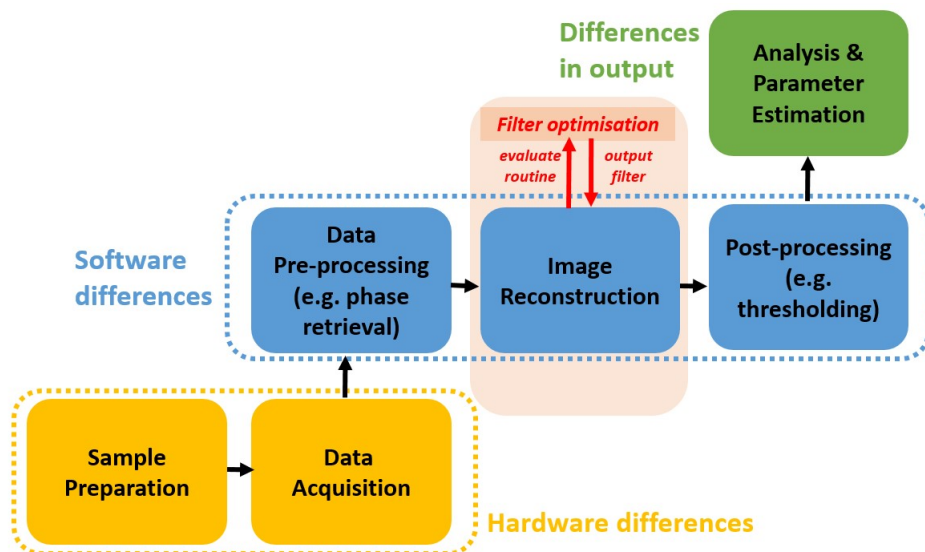 Differences
in output
Analysis &
Parameter
Estimation
Filter optimisation
evaluate
routine
output
filter
Software
differences
Data
Pre-processing
(e.g. phase
retrieval)
Image
Reconstruction
Post-processing
(e.g.
thresholding)
Sample
Preparation
Data
Acquisition
Hardware differences